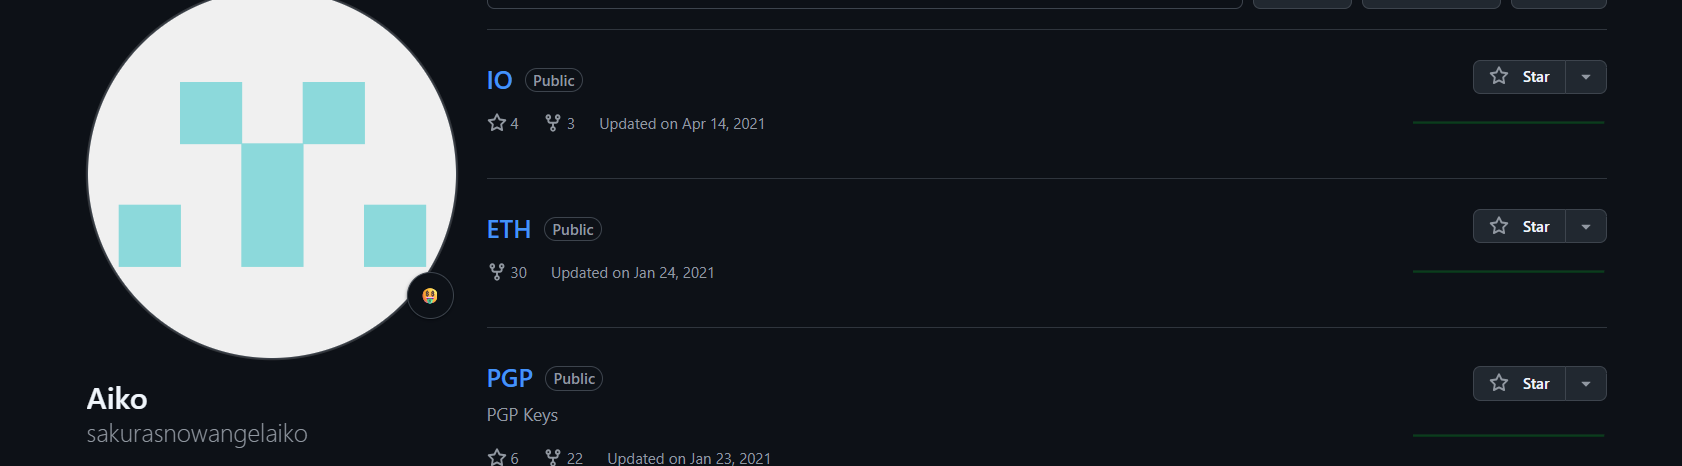 IO Public
Star
4 3 Updated on Apr 14, 2021
ETH Public
Star
30 Updated on Jan 24, 2021
PGP Public
Star
PGP Keys
6 22 Updated on Jan 23, 2021
Aiko
sakurasnowangelaiko